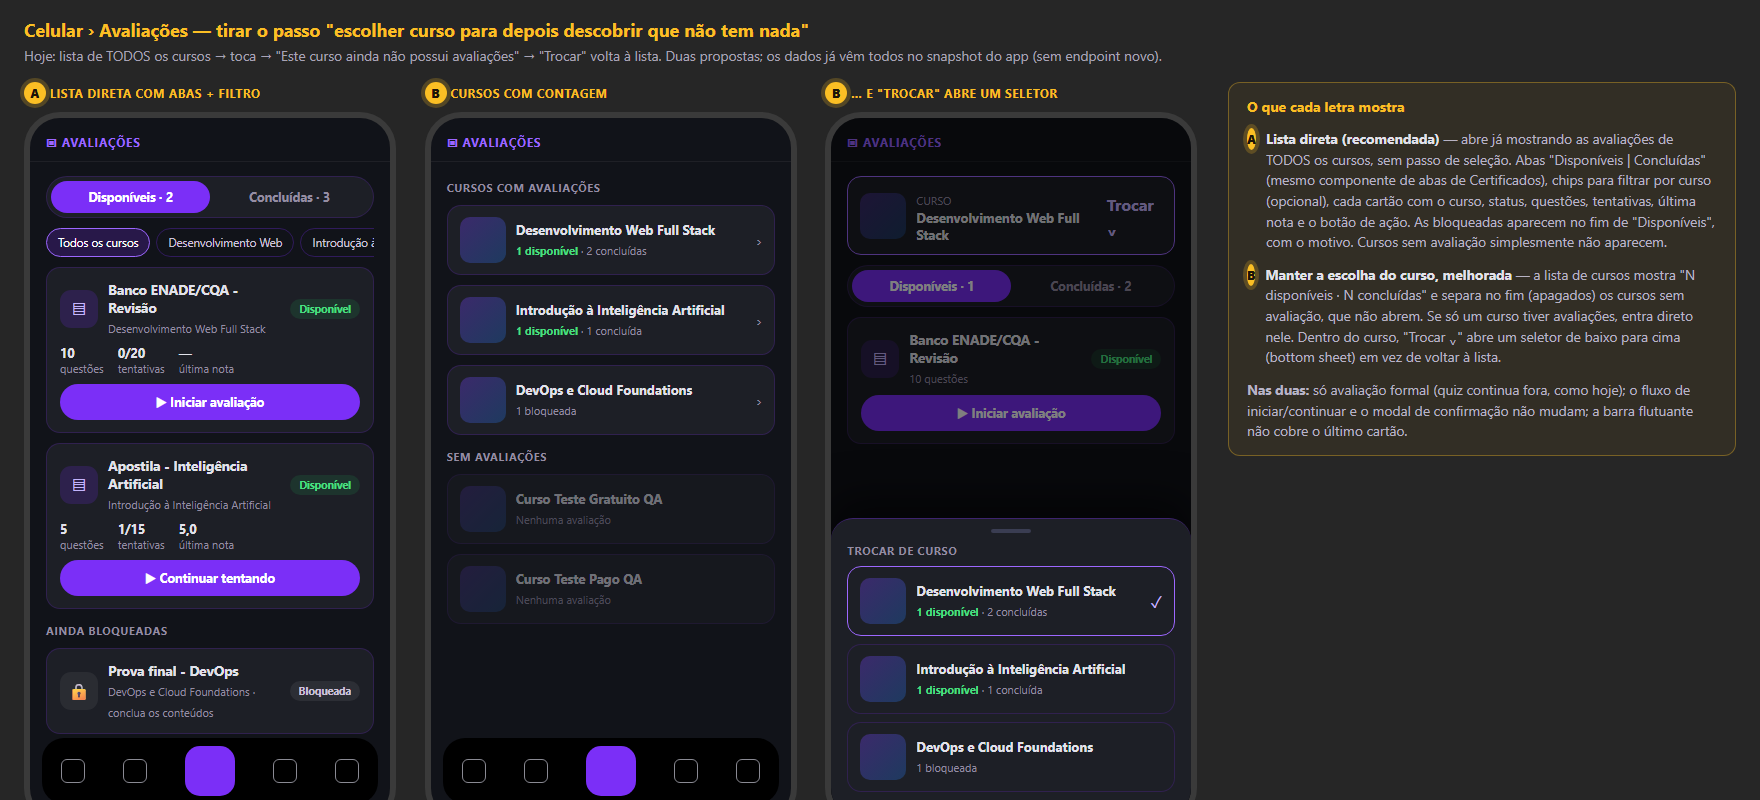 Celular › Avaliações — tirar o passo "escolher curso para depois descobrir que não tem nada"
Hoje: lista de TODOS os cursos → toca → "Este curso ainda não possui avaliações" → "Trocar" volta à lista. Duas propostas; os dados já vêm todos no snapshot do app (sem endpoint novo).
A LISTA DIRETA COM ABAS + FILTRO
AVALIAÇÕES
Disponíveis · 2
Concluídas · 3
Todos os cursos
Desenvolvimento Web
Introdução à
Banco ENADE/CQA -
Revisão
Desenvolvimento Web Full Stack
Disponível
10 0/20 —
questões tentativas última nota
▶ Iniciar avaliação
Apostila - Inteligência
Artificial
Introdução à Inteligência Artificial
Disponível
5 1/15 5,0
questões tentativas última nota
▶ Continuar tentando
AINDA BLOQUEADAS
Prova final - DevOps
DevOps e Cloud Foundations ·
conclua os conteúdos
Bloqueada
B CURSOS COM CONTAGEM
AVALIAÇÕES
CURSOS COM AVALIAÇÕES
Desenvolvimento Web Full Stack
1 disponível · 2 concluídas
›
Introdução à Inteligência Artificial
1 disponível · 1 concluída
›
DevOps e Cloud Foundations
1 bloqueada
›
SEM AVALIAÇÕES
Curso Teste Gratuito QA
Nenhuma avaliação
Curso Teste Pago QA
Nenhuma avaliação
B ... E "TROCAR" ABRE UM SELETOR
AVALIAÇÕES
CURSO
Desenvolvimento Web Full
Stack
Trocar
˅
Disponíveis · 1
Concluídas · 2
Banco ENADE/CQA -
Revisão
10 questões
Disponível
▶ Iniciar avaliação
TROCAR DE CURSO
Desenvolvimento Web Full Stack
1 disponível · 2 concluídas
✓
Introdução à Inteligência Artificial
1 disponível · 1 concluída
DevOps e Cloud Foundations
1 bloqueada
O que cada letra mostra
A Lista direta (recomendada) — abre já mostrando as avaliações de
TODOS os cursos, sem passo de seleção. Abas "Disponíveis | Concluídas"
(mesmo componente de abas de Certificados), chips para filtrar por curso
(opcional), cada cartão com o curso, status, questões, tentativas, última
nota e o botão de ação. As bloqueadas aparecem no fim de "Disponíveis",
com o motivo. Cursos sem avaliação simplesmente não aparecem.
B Manter a escolha do curso, melhorada — a lista de cursos mostra "N
disponíveis · N concluídas" e separa no fim (apagados) os cursos sem
avaliação, que não abrem. Se só um curso tiver avaliações, entra direto
nele. Dentro do curso, "Trocar ˅" abre um seletor de baixo para cima
(bottom sheet) em vez de voltar à lista.
Nas duas: só avaliação formal (quiz continua fora, como hoje); o fluxo de
iniciar/continuar e o modal de confirmação não mudam; a barra flutuante
não cobre o último cartão.